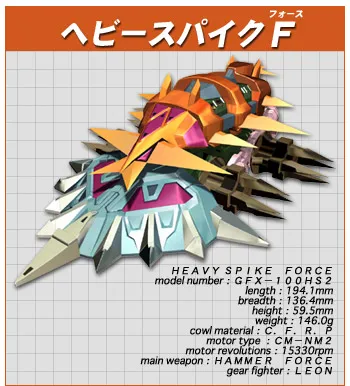 フォース
ヘビースパイクF
HEAVY SPIKE FORCE
model number : GFX-100HS2
length : 194.1mm
breadth : 136.4mm
height : 59.5mm
weight : 146.0g
cowl material : C. F. R. P
motor type : CM-NM2
motor revolutions : 15330rpm
main weapon : HAMMER FORCE
gear fighter : LEON